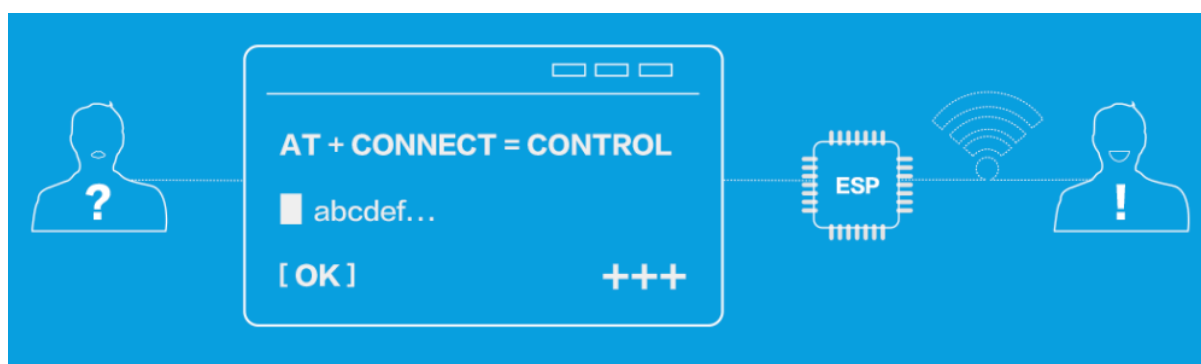 ?
AT + CONNECT = CONTROL
abcdef...
[ OK ] +++
ESP
!